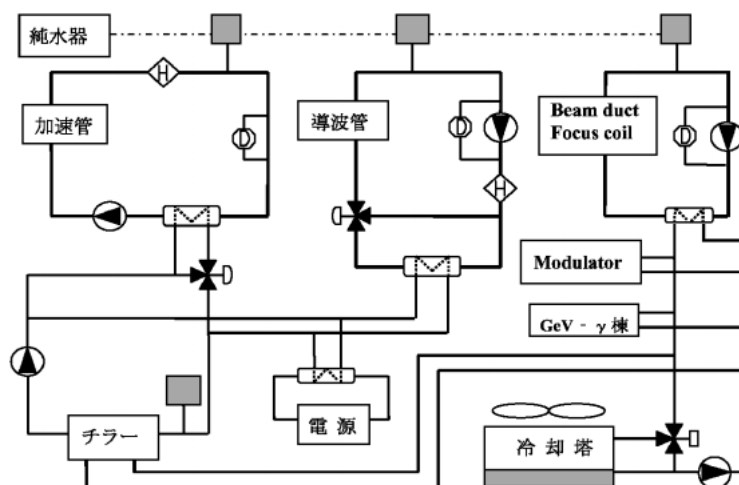 純水器
H
加速管
D
導波管
D
H
Beam duct
Focus coil
D
Modulator
GeV - γ 棟
チラー
電 源
冷 却 塔